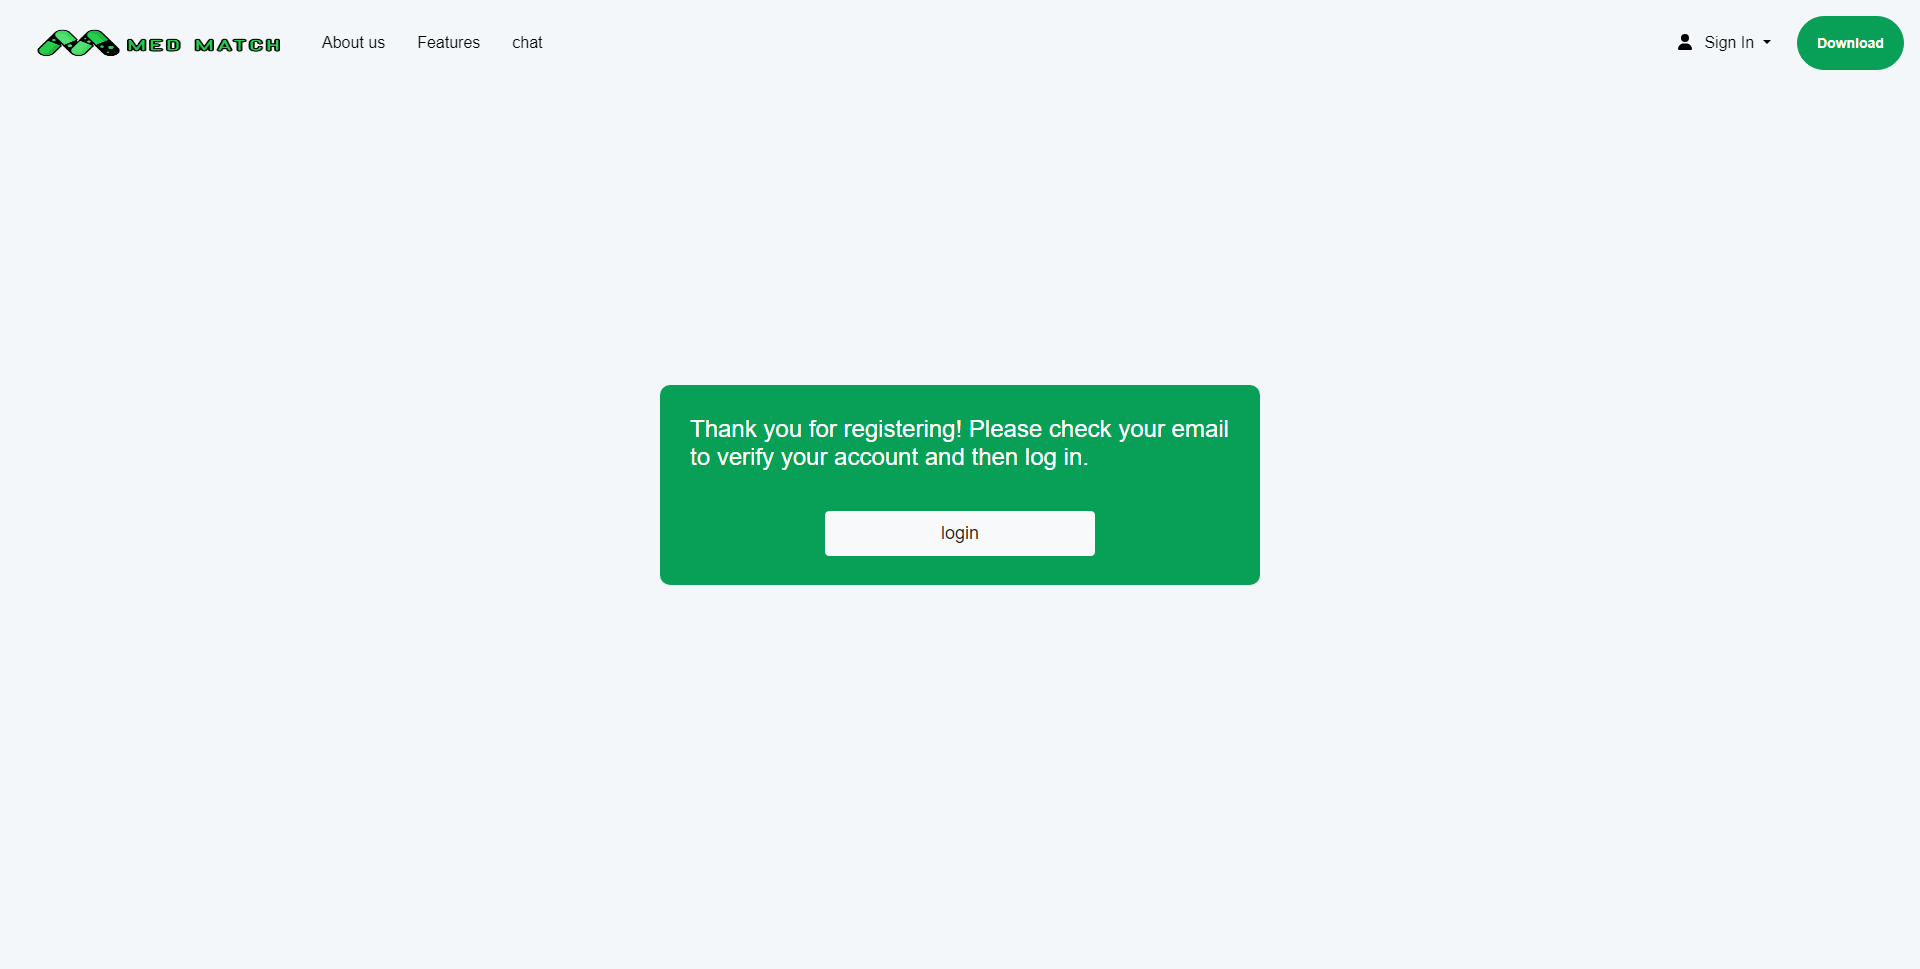 MED MATCH
About us
Features
chat
Sign In
Download
Thank you for registering! Please check your email
to verify your account and then log in.
login